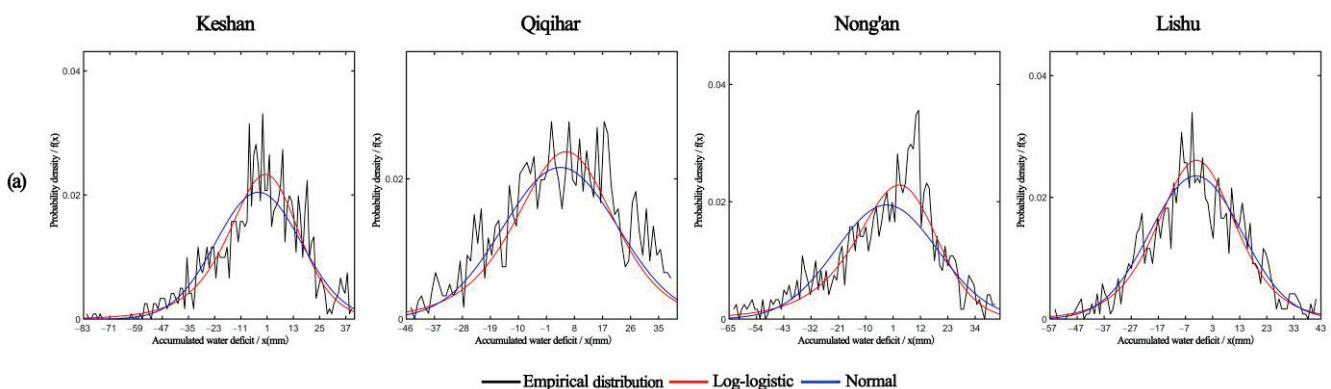 Keshan Qiqihar Nong'an Lishu
(a)
0.04
0.02
0
Probability density / f(x)
-83 -71 -59 -47 -35 -23 -11 1 13 25 37
Accumulated water deficit / x(mm)
0.02
0
Probability density / f(x)
-46 -37 -28 -19 -10 -1 8 17 26 35
Accumulated water deficit / x(mm)
0.04
0.02
0
Probability density / f(x)
-65 -54 -43 -32 -21 -10 1 12 23 34
Accumulated water deficit / x(mm)
0.04
0.02
0
Probability density / f(x)
-57 -47 -37 -27 -17 -7 3 13 23 33 43
Accumulated water deficit / x(mm)
Empirical distribution Log-logistic Normal